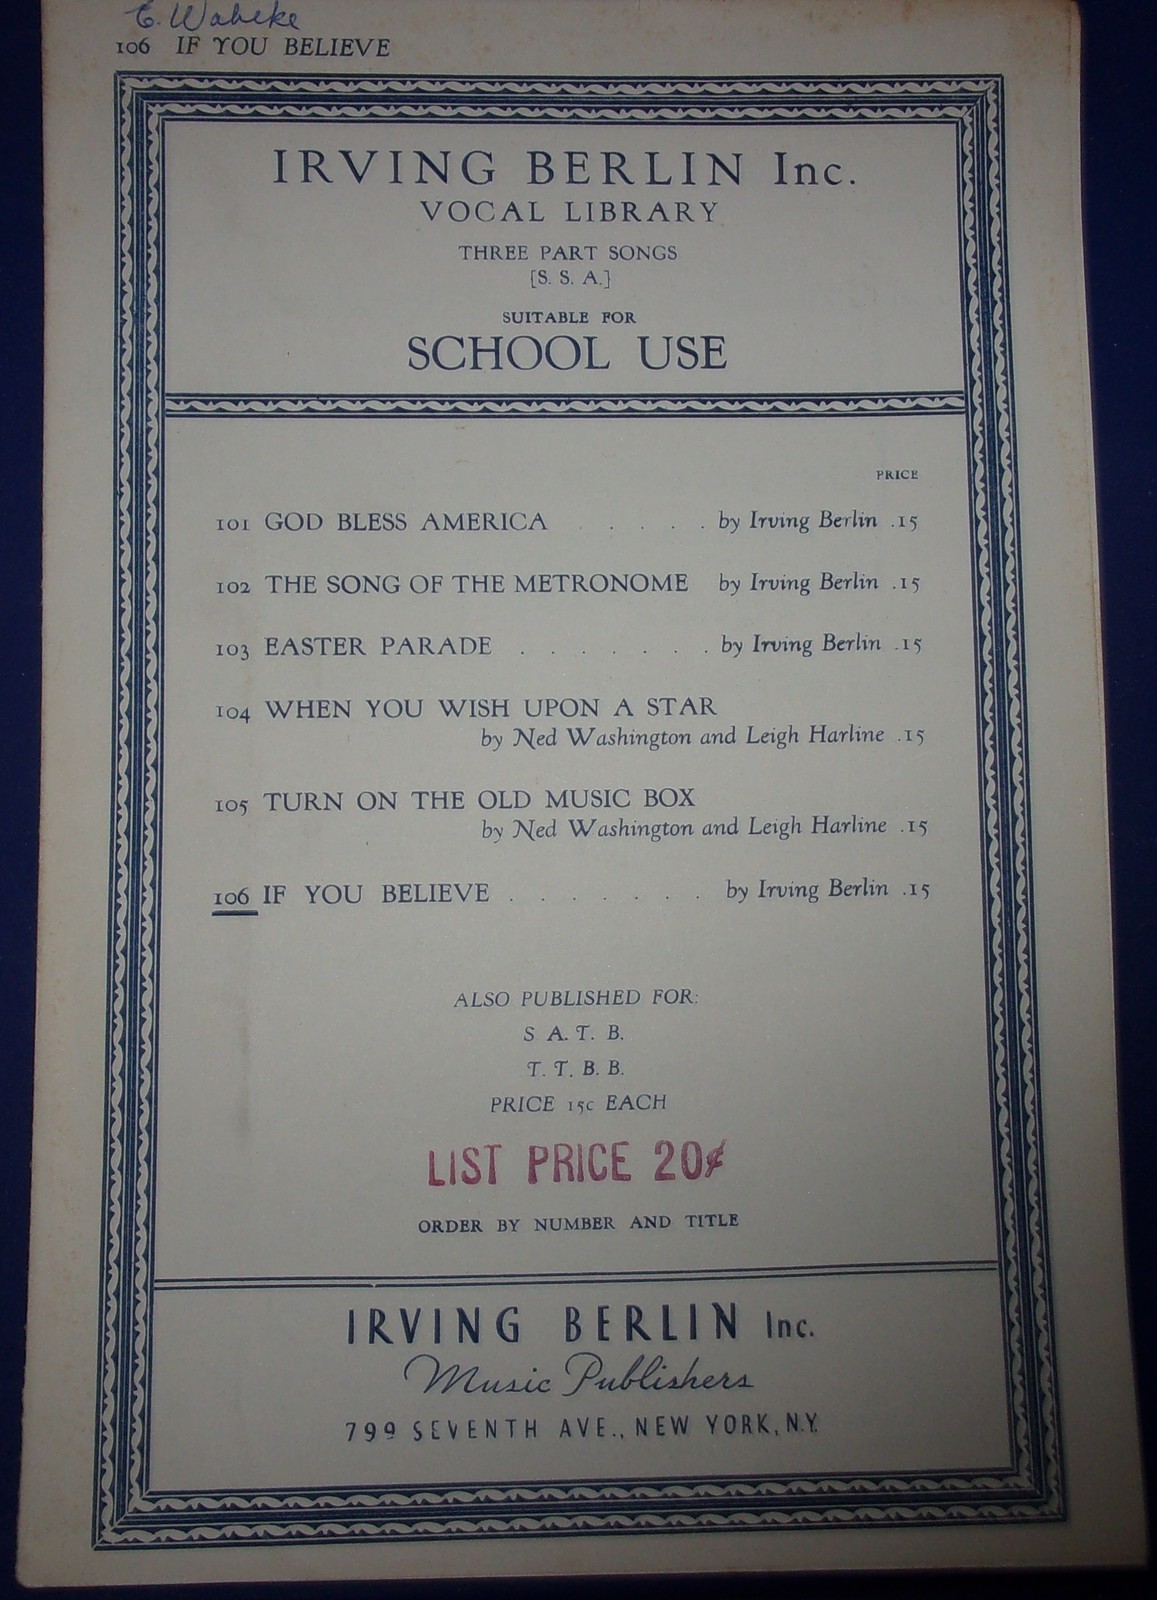 E. Wabeke
106 IF YOU BELIEVE
IRVING BERLIN Inc.
VOCAL LIBRARY
THREE PART SONGS
[S. S. A.]
SUITABLE FOR
SCHOOL USE
PRICE
101 GOD BLESS AMERICA . . . . . by Irving Berlin .15
102 THE SONG OF THE METRONOME by Irving Berlin .15
103 EASTER PARADE . . . . . . . by Irving Berlin .15
104 WHEN YOU WISH UPON A STAR
by Ned Washington and Leigh Harline .15
105 TURN ON THE OLD MUSIC BOX
by Ned Washington and Leigh Harline .15
106 IF YOU BELIEVE . . . . . . . by Irving Berlin .15
ALSO PUBLISHED FOR:
S A. T. B.
T. T. B. B.
PRICE 15c EACH
LIST PRICE 20¢
ORDER BY NUMBER AND TITLE
IRVING BERLIN Inc.
Music Publishers
799 SEVENTH AVE., NEW YORK, N.Y.